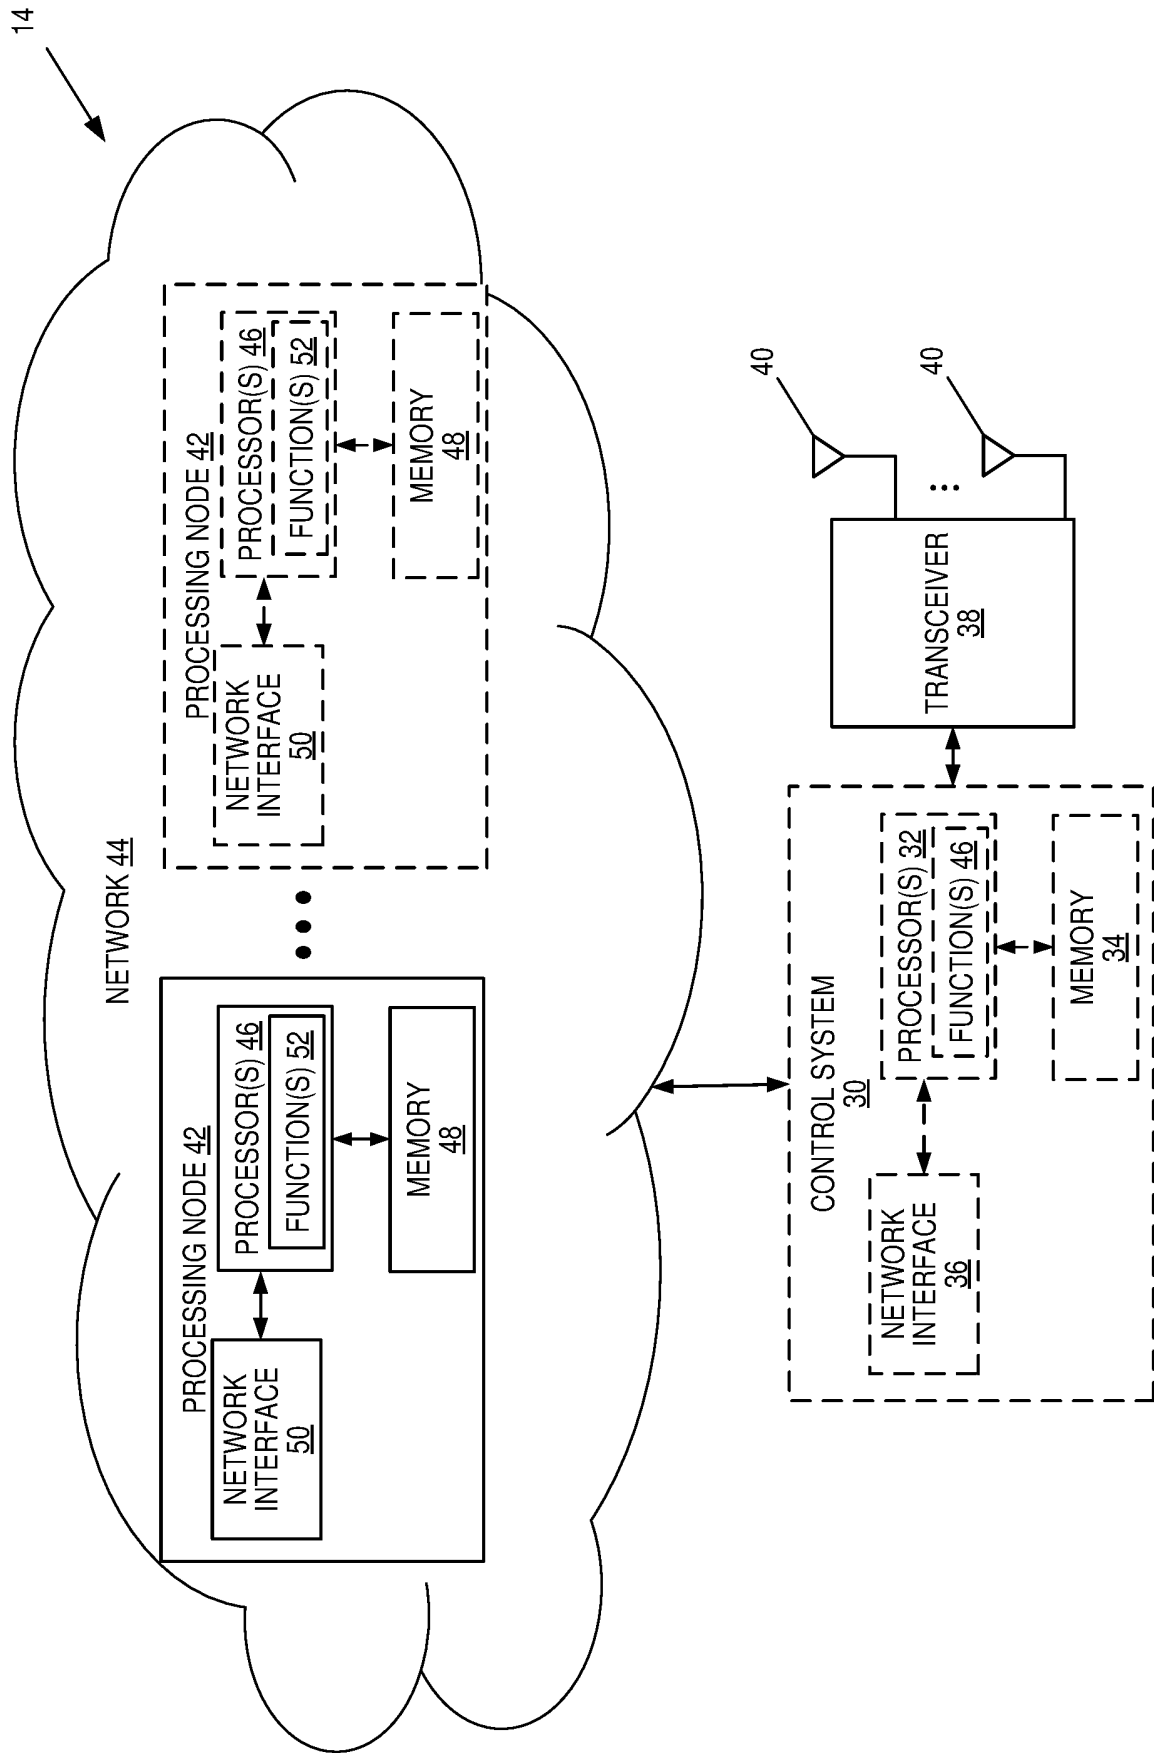 14
NETWORK 44
PROCESSING NODE 42
PROCESSOR(S) 46
FUNCTION(S) 52
NETWORK
INTERFACE
50
MEMORY
48
PROCESSING NODE 42
PROCESSOR(S) 46
FUNCTION(S) 52
NETWORK
INTERFACE
50
MEMORY
48
CONTROL SYSTEM
30
PROCESSOR(S) 32
FUNCTION(S) 46
NETWORK
INTERFACE
36
MEMORY
34
TRANSCEIVER
38
40
...
40